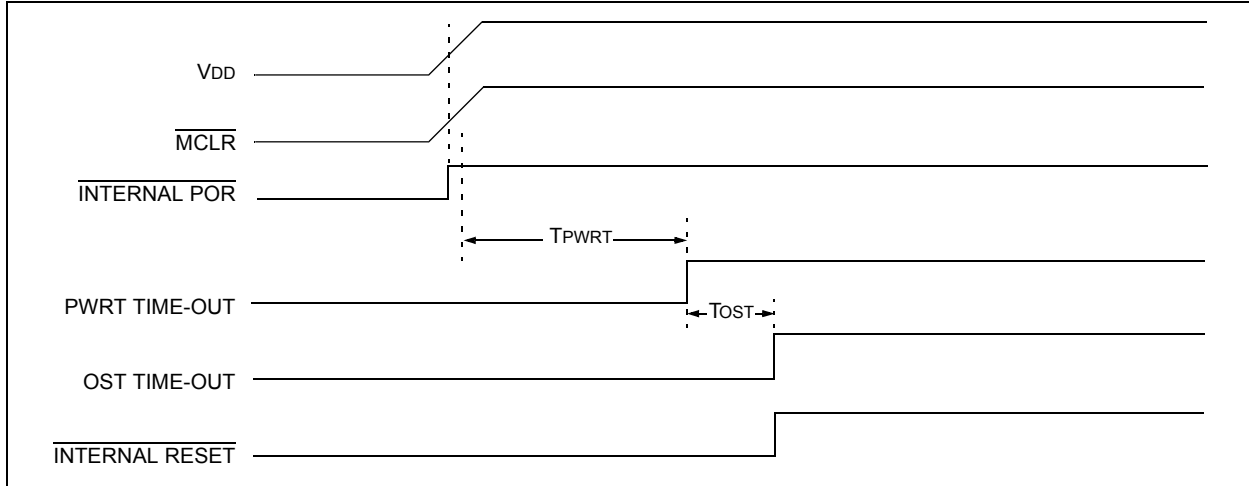 VDD
MCLR
INTERNAL POR
TPWRT
PWRT TIME-OUT
TOST
OST TIME-OUT
INTERNAL RESET